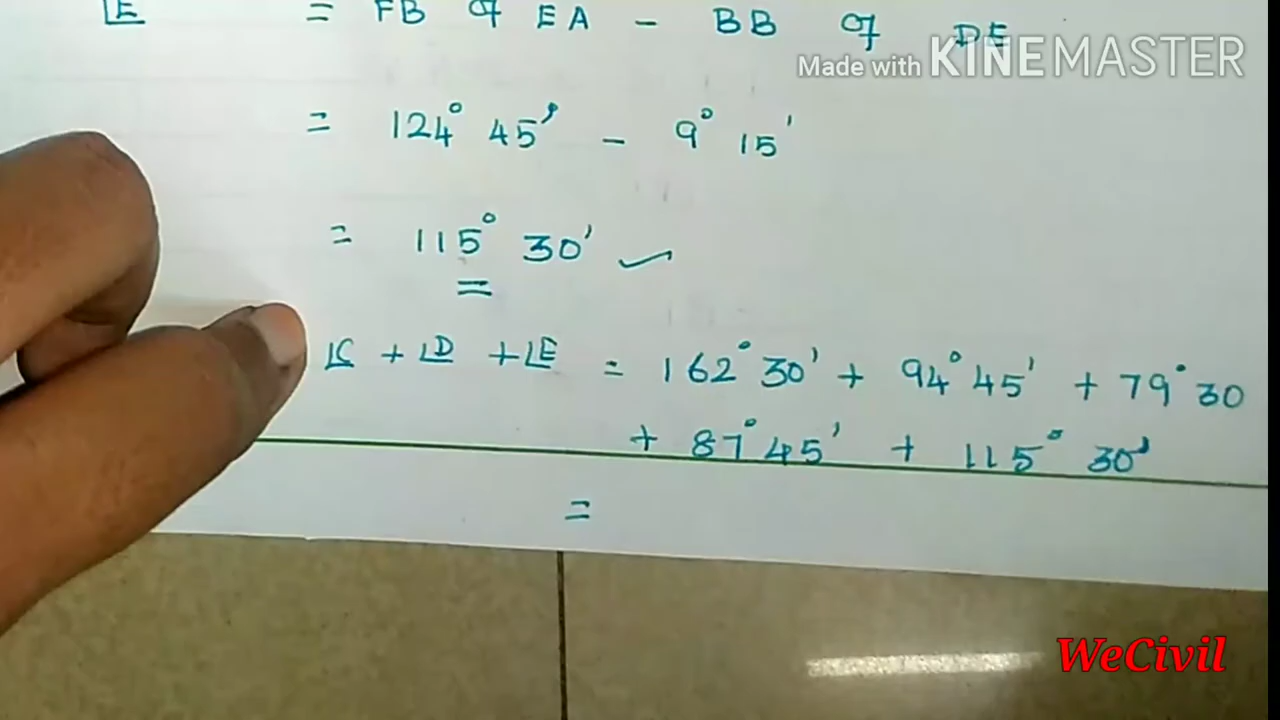 ∠E = FB of EA - BB of DE
Made with KINEMASTER
= 124° 45' - 9° 15'
= 115° 30' ✓
∠C + ∠D + ∠E = 162° 30' + 94° 45' + 79° 30
+ 87° 45' + 115° 30'
=
WeCivil